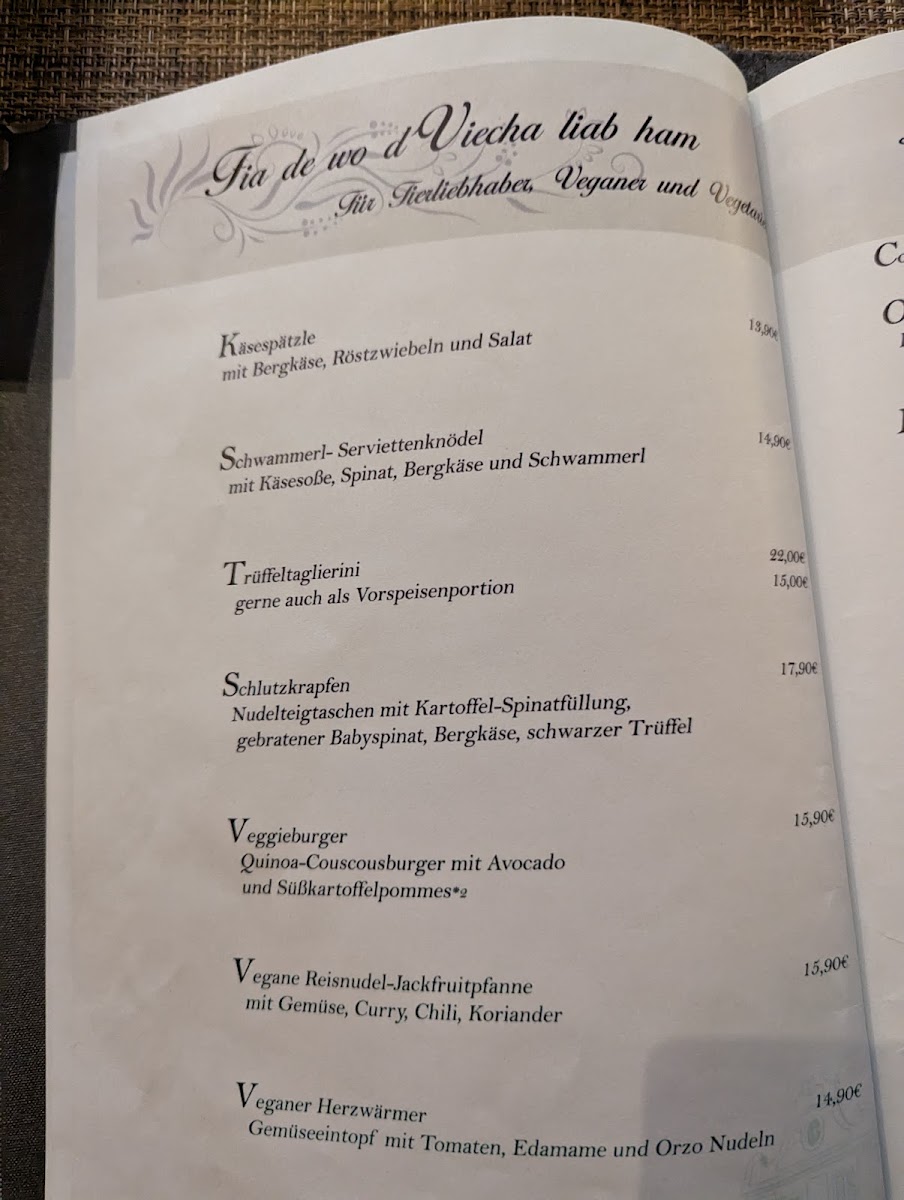 Fia de wo d Viecha liab ham
Für Tierliebhaber, Veganer und
Käsespätzle 13,90€
mit Bergkäse, Röstzwiebeln und Salat
Schwammerl- Serviettenknödel 14,90€
mit Käsesoße, Spinat, Bergkäse und Schwammerl
Trüffeltaglierini 22,00€
gerne auch als Vorspeisenportion 15,00€
Schlutzkrapfen 17,90€
Nudelteigtaschen mit Kartoffel-Spinatfüllung,
gebratener Babyspinat, Bergkäse, schwarzer Trüffel
Veggieburger 15,90€
Quinoa-Couscousburger mit Avocado
und Süßkartoffelpommes*2
Vegane Reisnudel-Jackfruitpfanne 15,90€
mit Gemüse, Curry, Chili, Koriander
Veganer Herzwärmer 14,90€
Gemüseeintopf mit Tomaten, Edamame und Orzo Nudeln